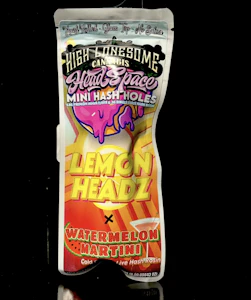 HIGH LONESOME
CANNABIS
Head Space
MINI HASH HOLES
LEMON
HEADZ
X
WATERMELON
MARTINI